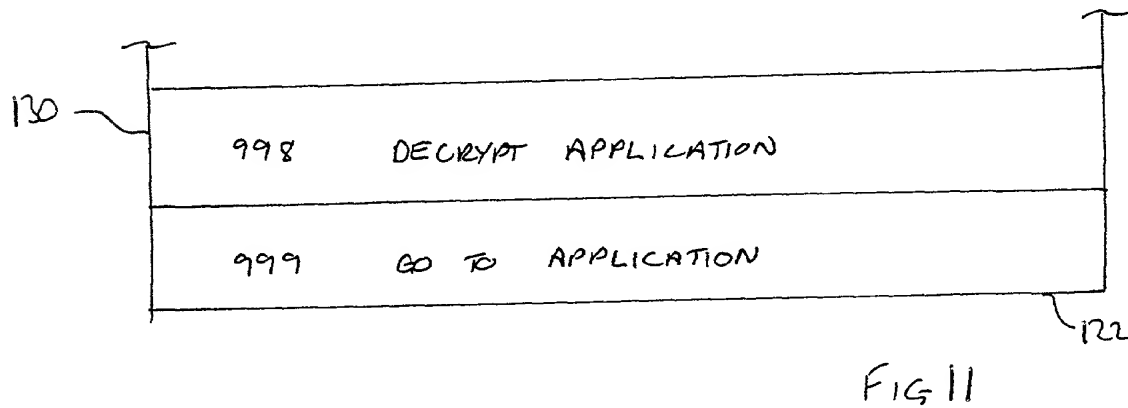 130
998 DECRYPT APPLICATION
999 GO TO APPLICATION
122
FIG 11